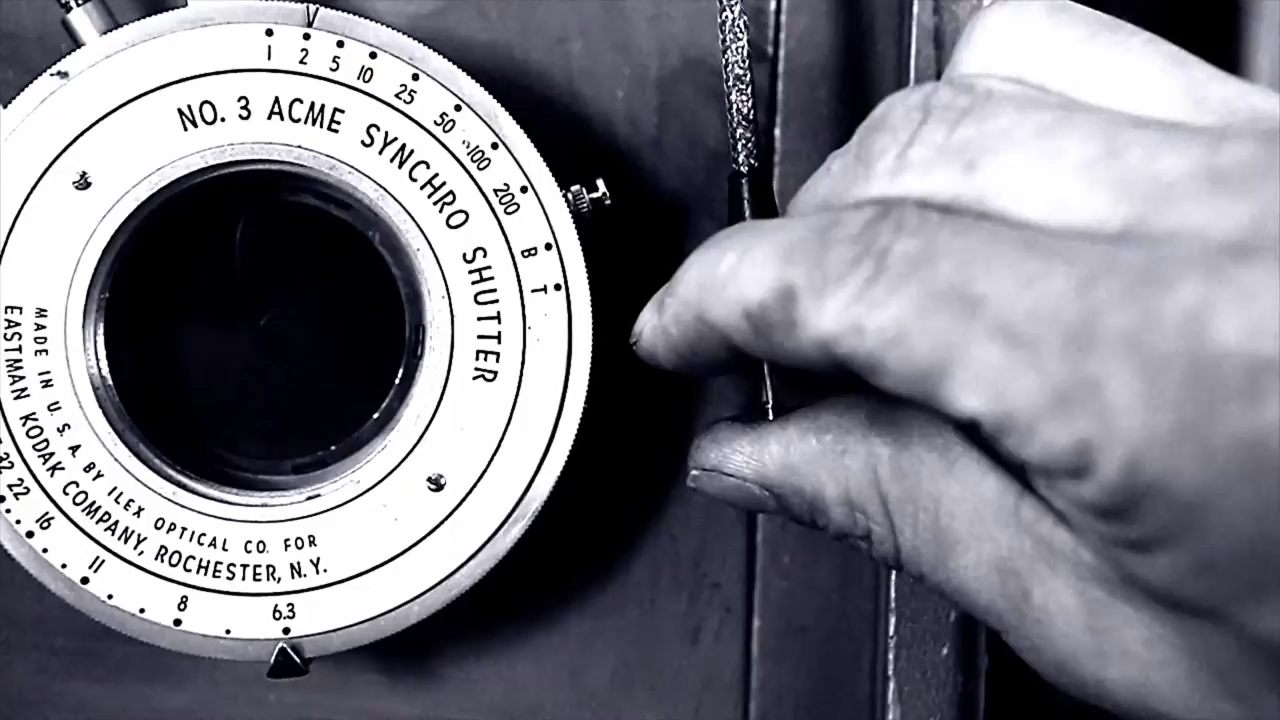 1 2 5 10 25 50 100 200 B T
NO. 3 ACME SYNCHRO SHUTTER
MADE IN U. S. A. BY ILEX OPTICAL CO. FOR
EASTMAN KODAK COMPANY, ROCHESTER, N.Y.
32 22 16 11 8 6.3